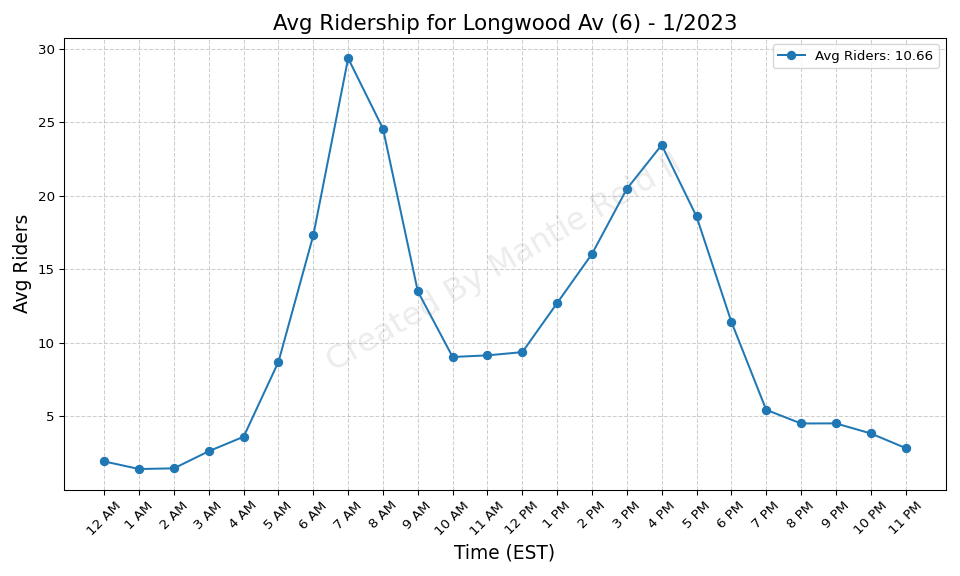 Avg Ridership for Longwood Av (6) - 1/2023
Avg Riders: 10.66
30
25
20
15
10
5
Avg Riders
Created By Mantie Reid II
12 AM
1 AM
2 AM
3 AM
4 AM
5 AM
6 AM
7 AM
8 AM
9 AM
10 AM
11 AM
12 PM
1 PM
2 PM
3 PM
4 PM
5 PM
6 PM
7 PM
8 PM
9 PM
10 PM
11 PM
Time (EST)